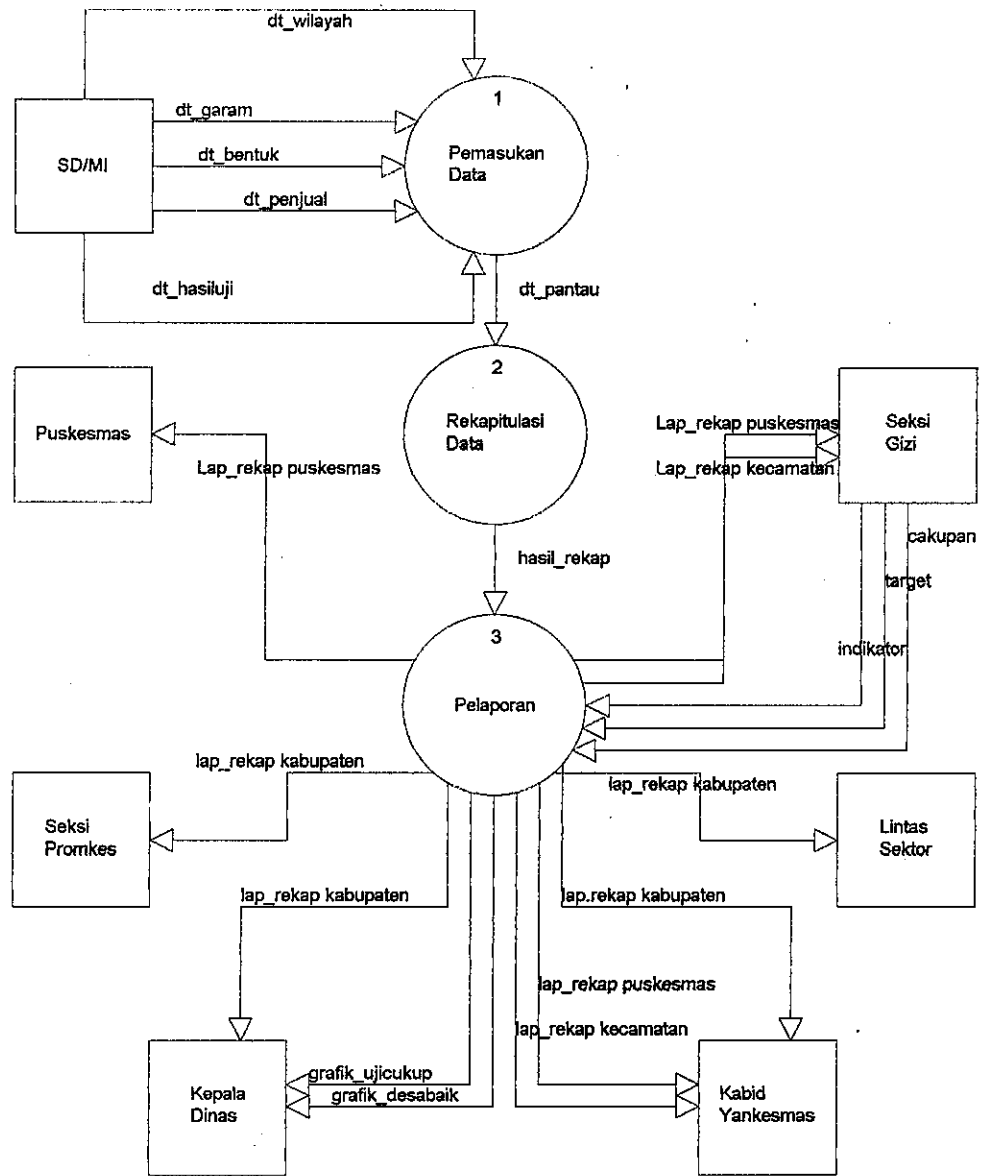 dt_wilayah
1
Pemasukan
Data
dt_garam
SD/MI
dt_bentuk
dt_penjual
dt_hasiluji
dt_pantau
2
Rekapitulasi
Data
Puskesmas
Lap_rekap puskesmas
Lap_rekap puskesmas
Lap_rekap kecamatan
Seksi
Gizi
cakupan
target
indikator
hasil_rekap
3
Pelaporan
lap_rekap kabupaten
lap_rekap kabupaten
Seksi
Promkes
Lintas
Sektor
lap_rekap kabupaten
lap.rekap kabupaten
lap_rekap puskesmas
lap_rekap kecamatan
grafik_ujicukup
grafik_desabaik
Kepala
Dinas
Kabid
Yankesmas